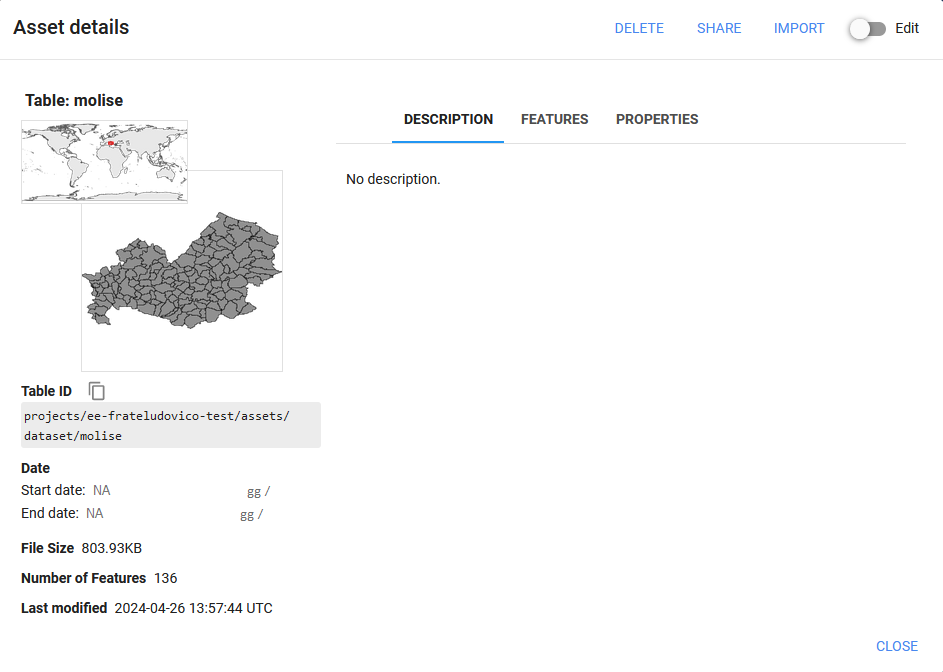 Asset details
DELETE SHARE IMPORT Edit
Table: molise
DESCRIPTION FEATURES PROPERTIES
No description.
Table ID
projects/ee-frateludovico-test/assets/
dataset/molise
Date
Start date: NA gg /
End date: NA gg /
File Size 803.93KB
Number of Features 136
Last modified 2024-04-26 13:57:44 UTC
CLOSE